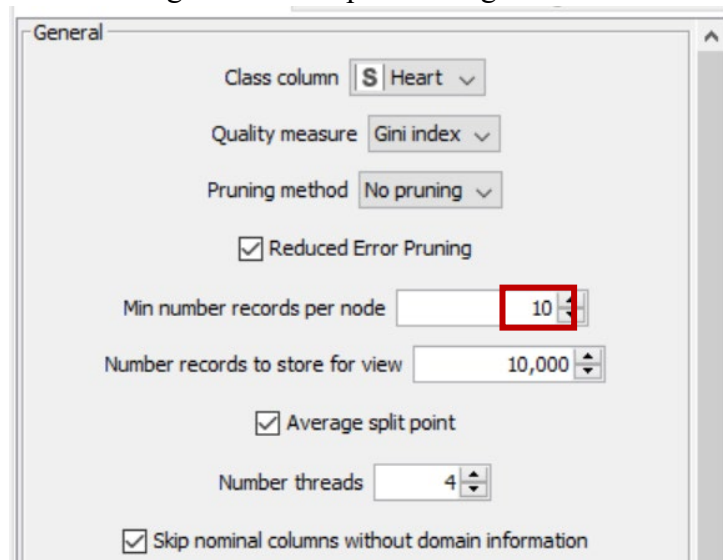 General
Class column S Heart
Quality measure Gini index
Pruning method No pruning
Reduced Error Pruning
Min number records per node 10
Number records to store for view 10,000
Average split point
Number threads 4
Skip nominal columns without domain information